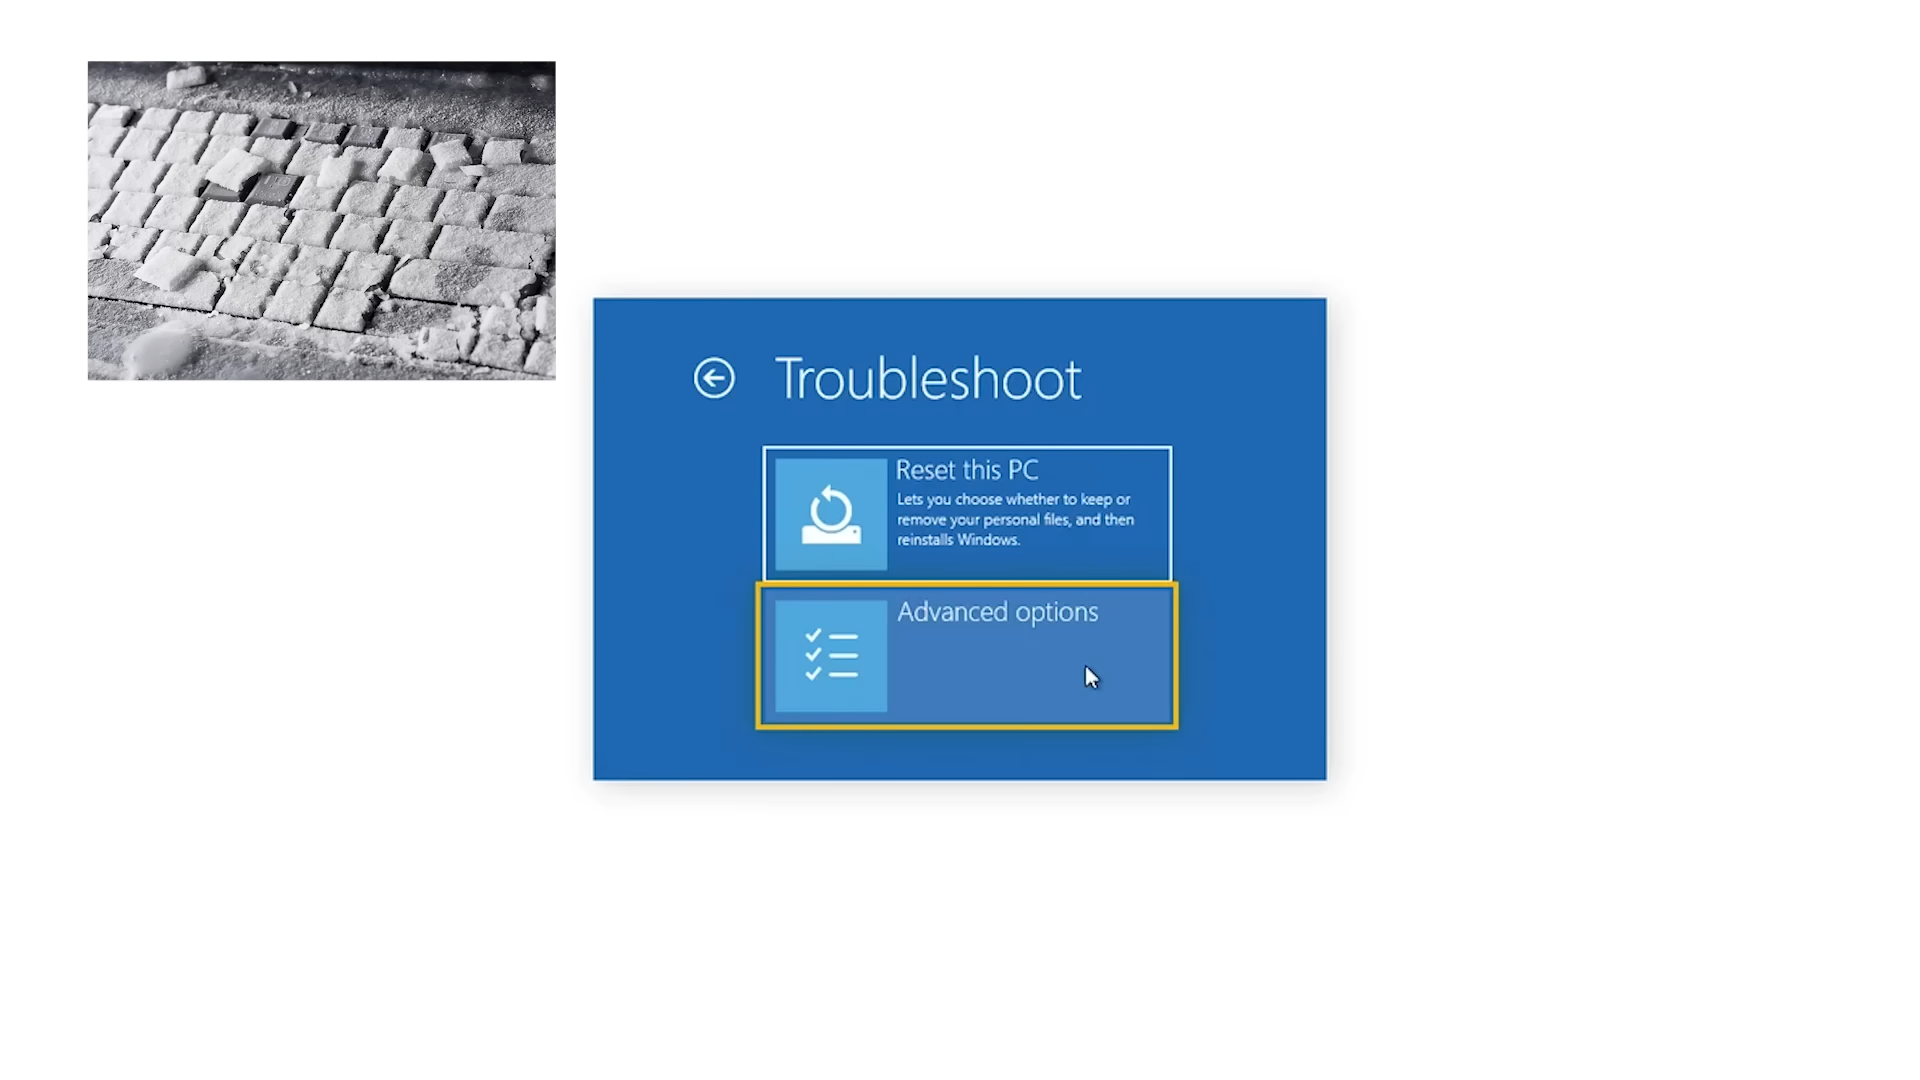 Troubleshoot
Reset this PC
Lets you choose whether to keep or
remove your personal files, and then
reinstalls Windows.
Advanced options